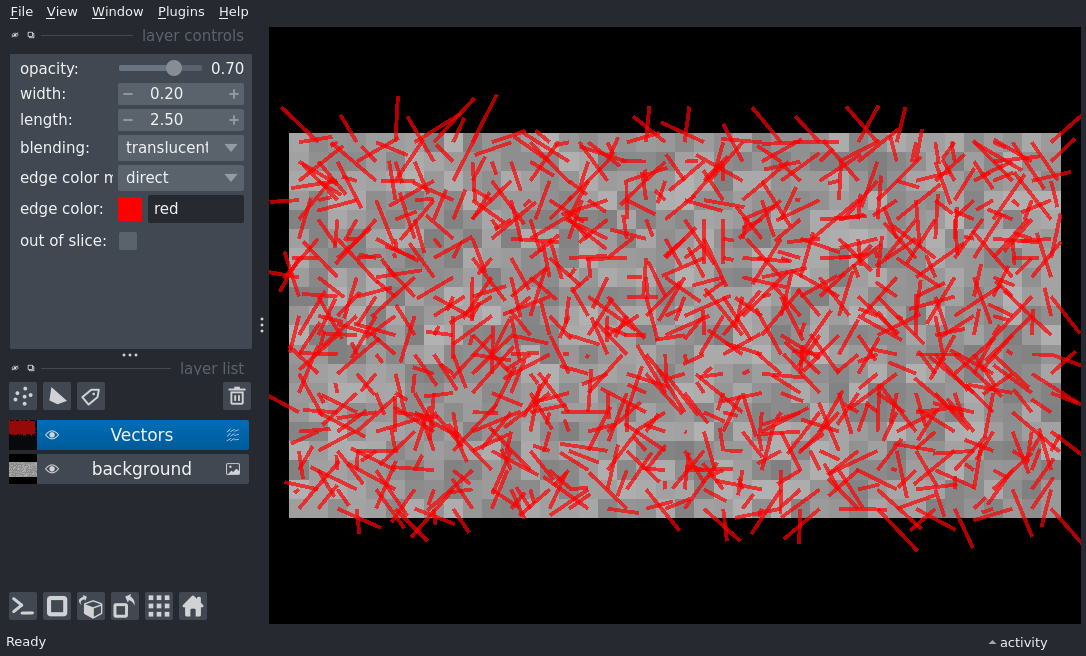 File View Window Plugins Help
layer controls
opacity: 0.70
width: 0.20
length: 2.50
blending: translucent
edge color m direct
edge color: red
out of slice:
layer list
Vectors
background
Ready
activity